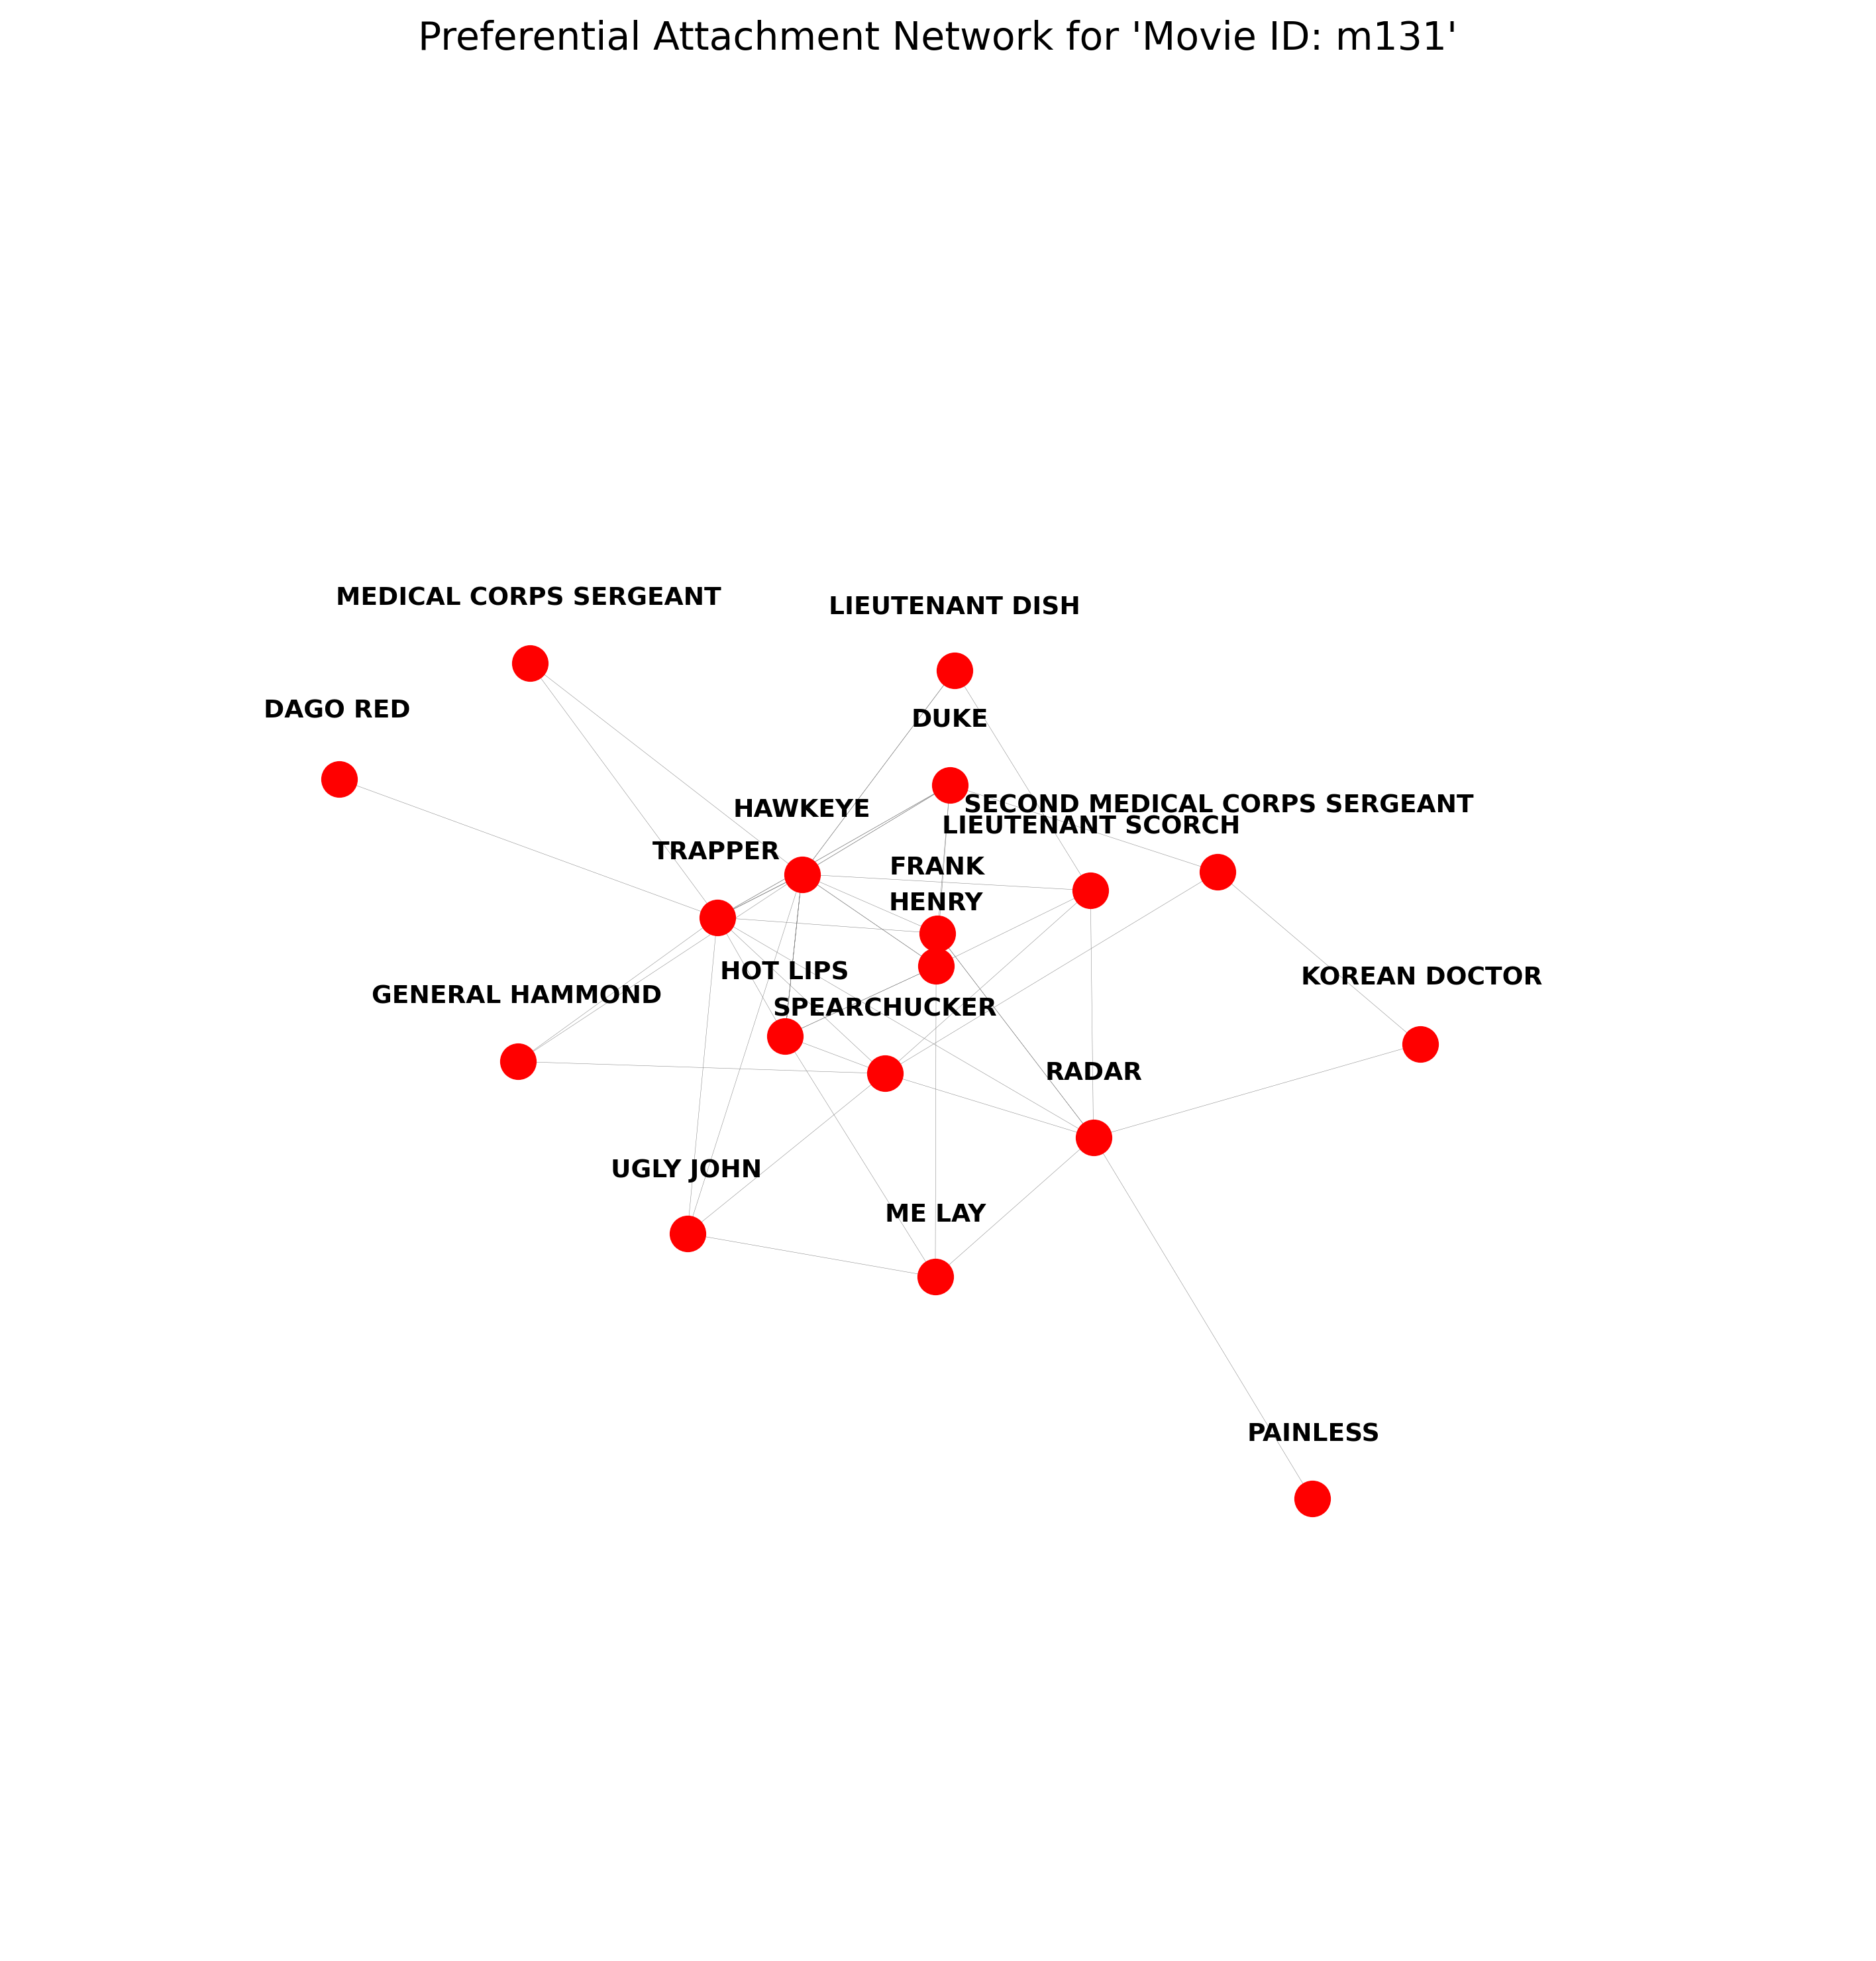 Preferential Attachment Network for 'Movie ID: m131'
MEDICAL CORPS SERGEANT
LIEUTENANT DISH
DAGO RED
DUKE
HAWKEYE
SECOND MEDICAL CORPS SERGEANT
LIEUTENANT SCORCH
TRAPPER
FRANK
HENRY
HOT LIPS
KOREAN DOCTOR
GENERAL HAMMOND
SPEARCHUCKER
RADAR
UGLY JOHN
ME LAY
PAINLESS